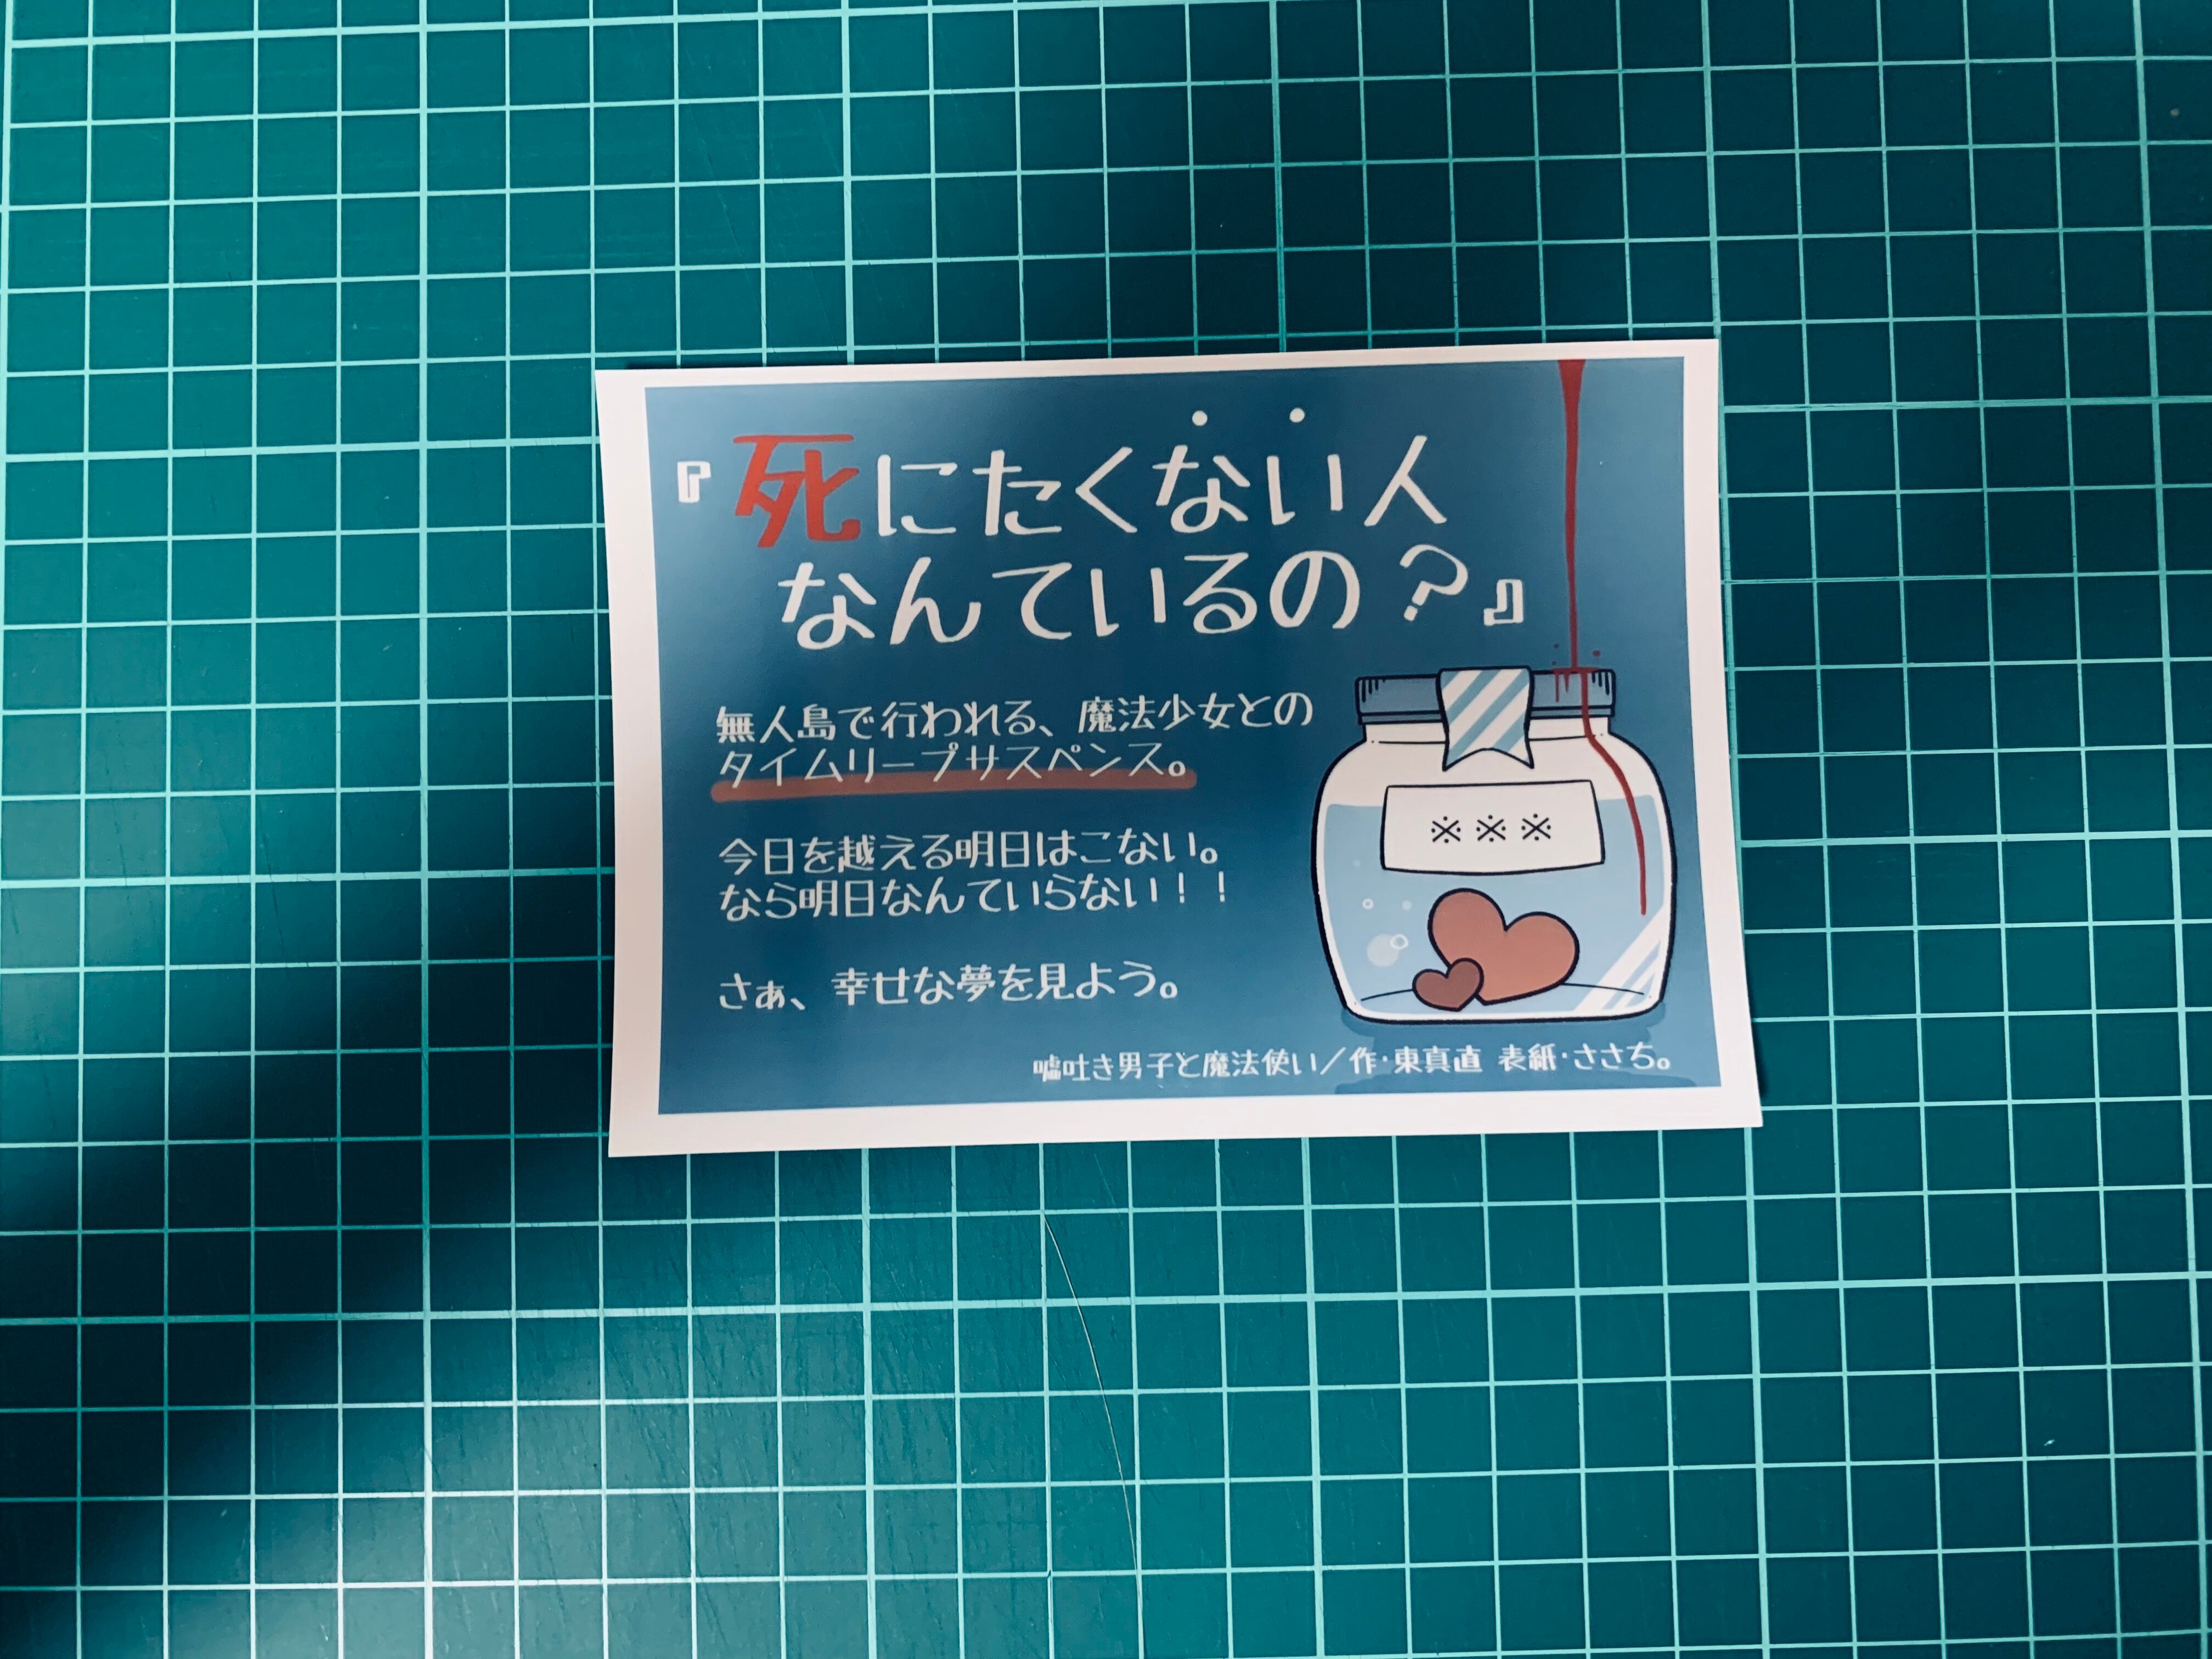 『死にたくない人
なんているの？』
無人島で行われる、魔法少女との
タイムリープサスペンス。
今日を越える明日はこない。
なら明日なんていらない！！
さぁ、幸せな夢を見よう。
※※※
嘘吐き男子と魔法使い／作・東真直 表紙・ささち。